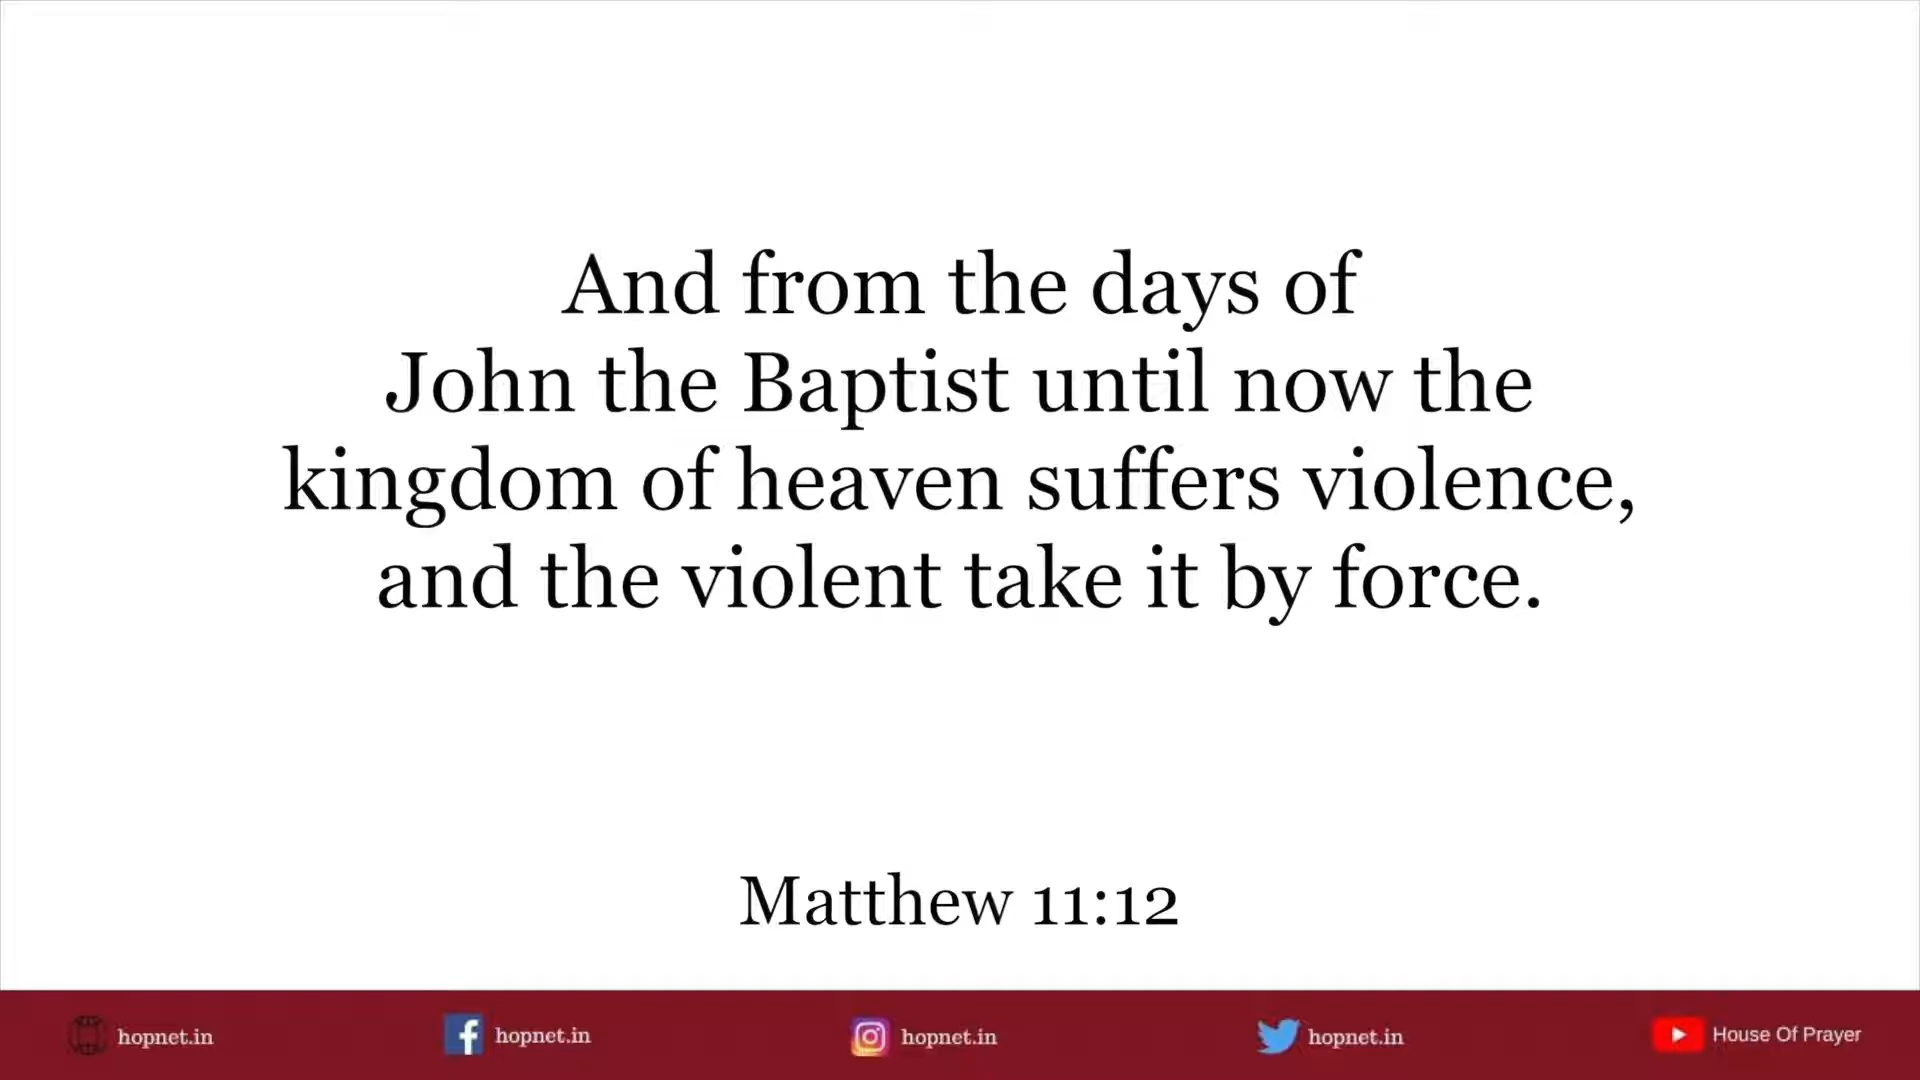 And from the days of
John the Baptist until now the
kingdom of heaven suffers violence,
and the violent take it by force.
Matthew 11:12
hopnet.in
hopnet.in
hopnet.in
hopnet.in
House Of Prayer